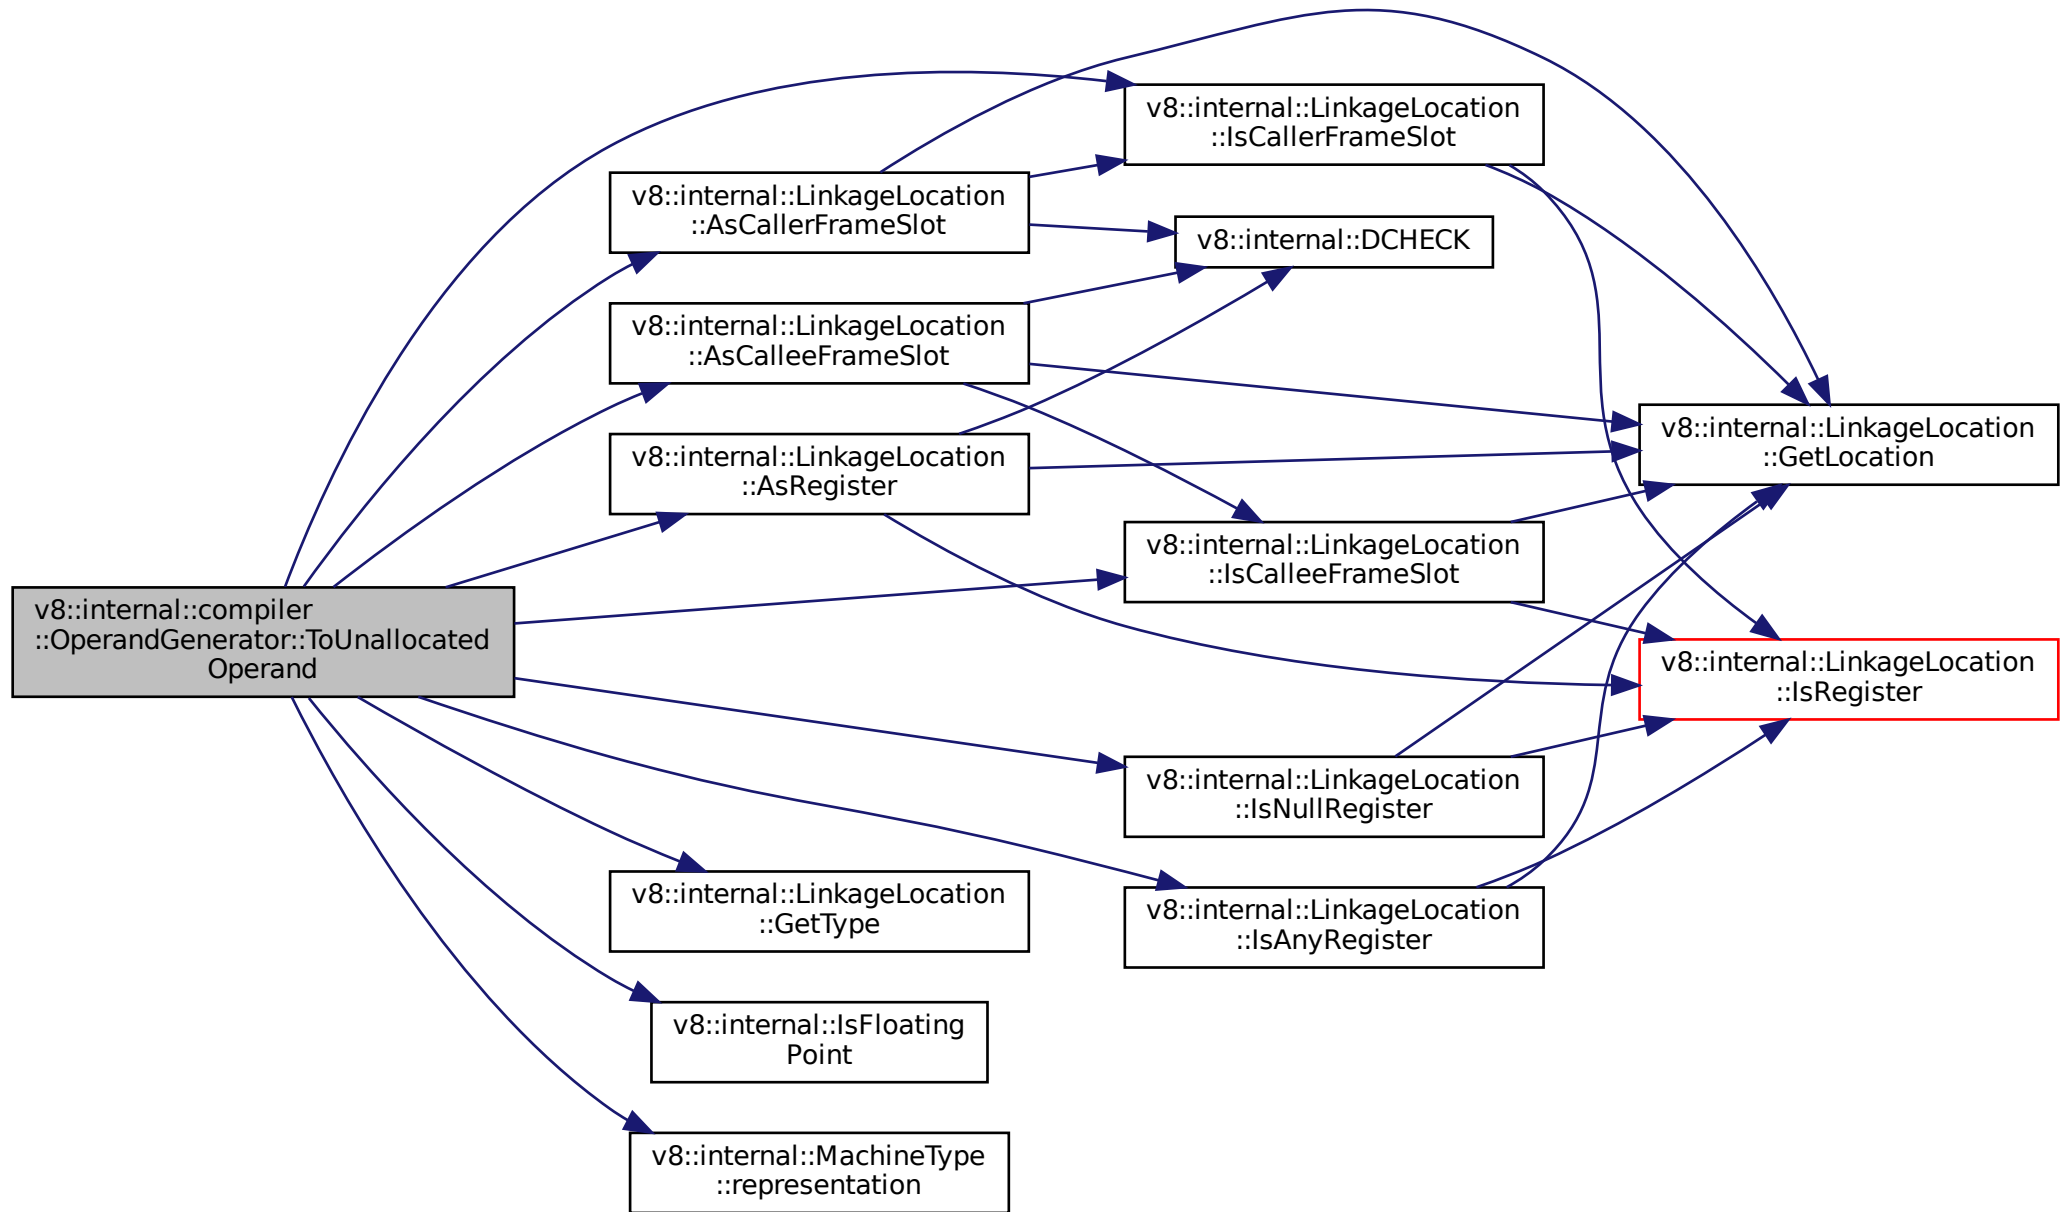 v8::internal::compiler
::OperandGenerator::ToUnallocated
Operand
v8::internal::LinkageLocation
::AsCallerFrameSlot
v8::internal::LinkageLocation
::AsCalleeFrameSlot
v8::internal::LinkageLocation
::AsRegister
v8::internal::LinkageLocation
::GetType
v8::internal::IsFloating
Point
v8::internal::MachineType
::representation
v8::internal::LinkageLocation
::IsCallerFrameSlot
v8::internal::DCHECK
v8::internal::LinkageLocation
::IsCalleeFrameSlot
v8::internal::LinkageLocation
::IsNullRegister
v8::internal::LinkageLocation
::IsAnyRegister
v8::internal::LinkageLocation
::GetLocation
v8::internal::LinkageLocation
::IsRegister